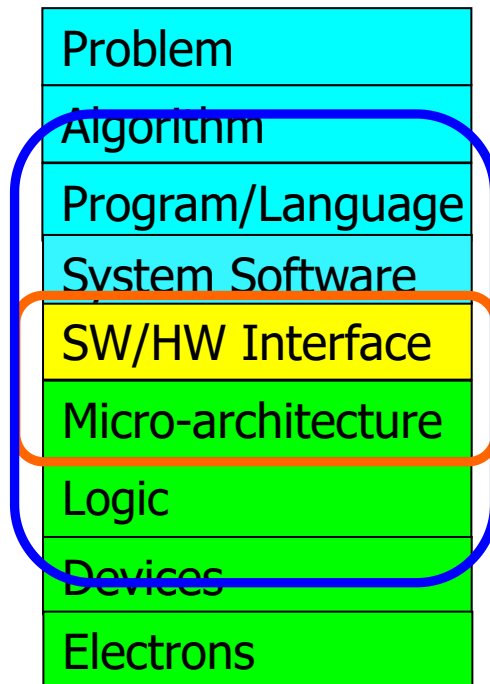 Problem
Algorithm
Program/Language
System Software
SW/HW Interface
Micro-architecture
Logic
Devices
Electrons